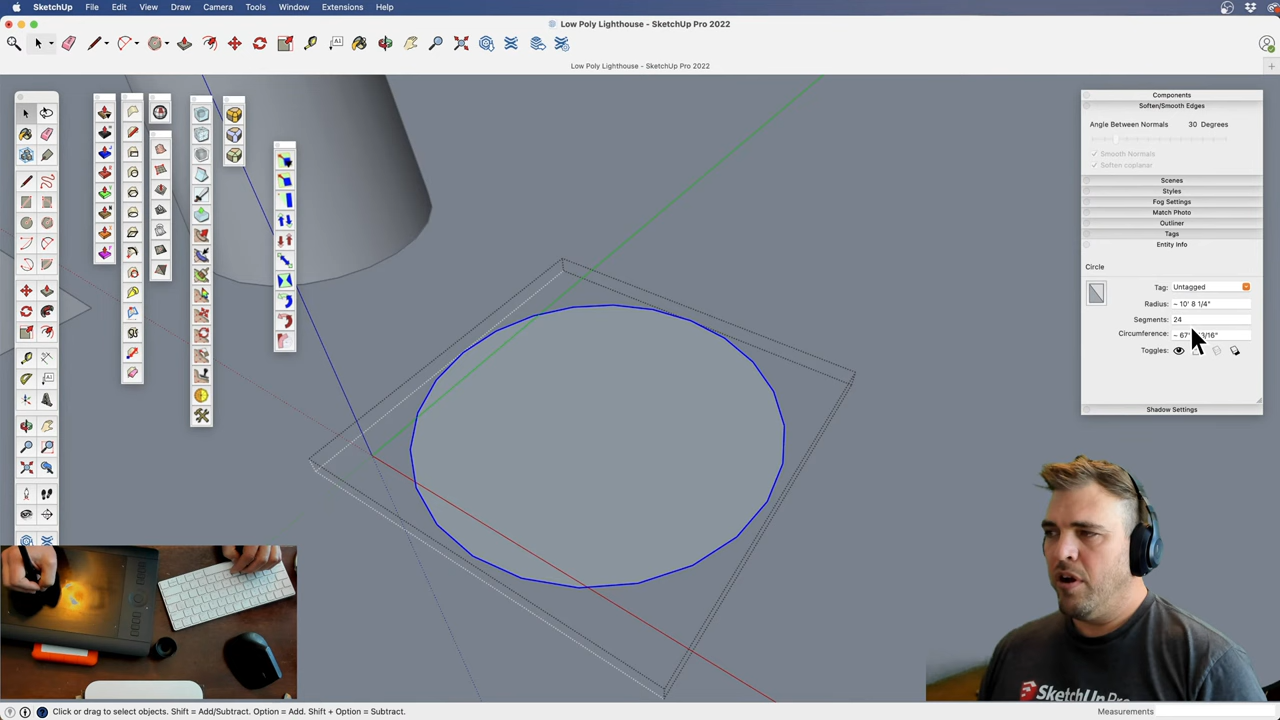 SketchUp File Edit View Draw Camera Tools Window Extensions Help
Low Poly Lighthouse - SketchUp Pro 2022
Low Poly Lighthouse - SketchUp Pro 2022
Components
Soften/Smooth Edges
Angle Between Normals 30 Degrees
Smooth Normals
Soften coplanar
Scenes
Styles
Fog Settings
Match Photo
Outliner
Tags
Entity Info
Circle
Tag: Untagged
Radius: ~ 10' 8 1/4"
Segments: 24
Circumference: ~ 67'
Toggles:
Shadow Settings
SketchUp Pro
Click or drag to select objects. Shift = Add/Subtract. Option = Add. Shift + Option = Subtract.
Measurements